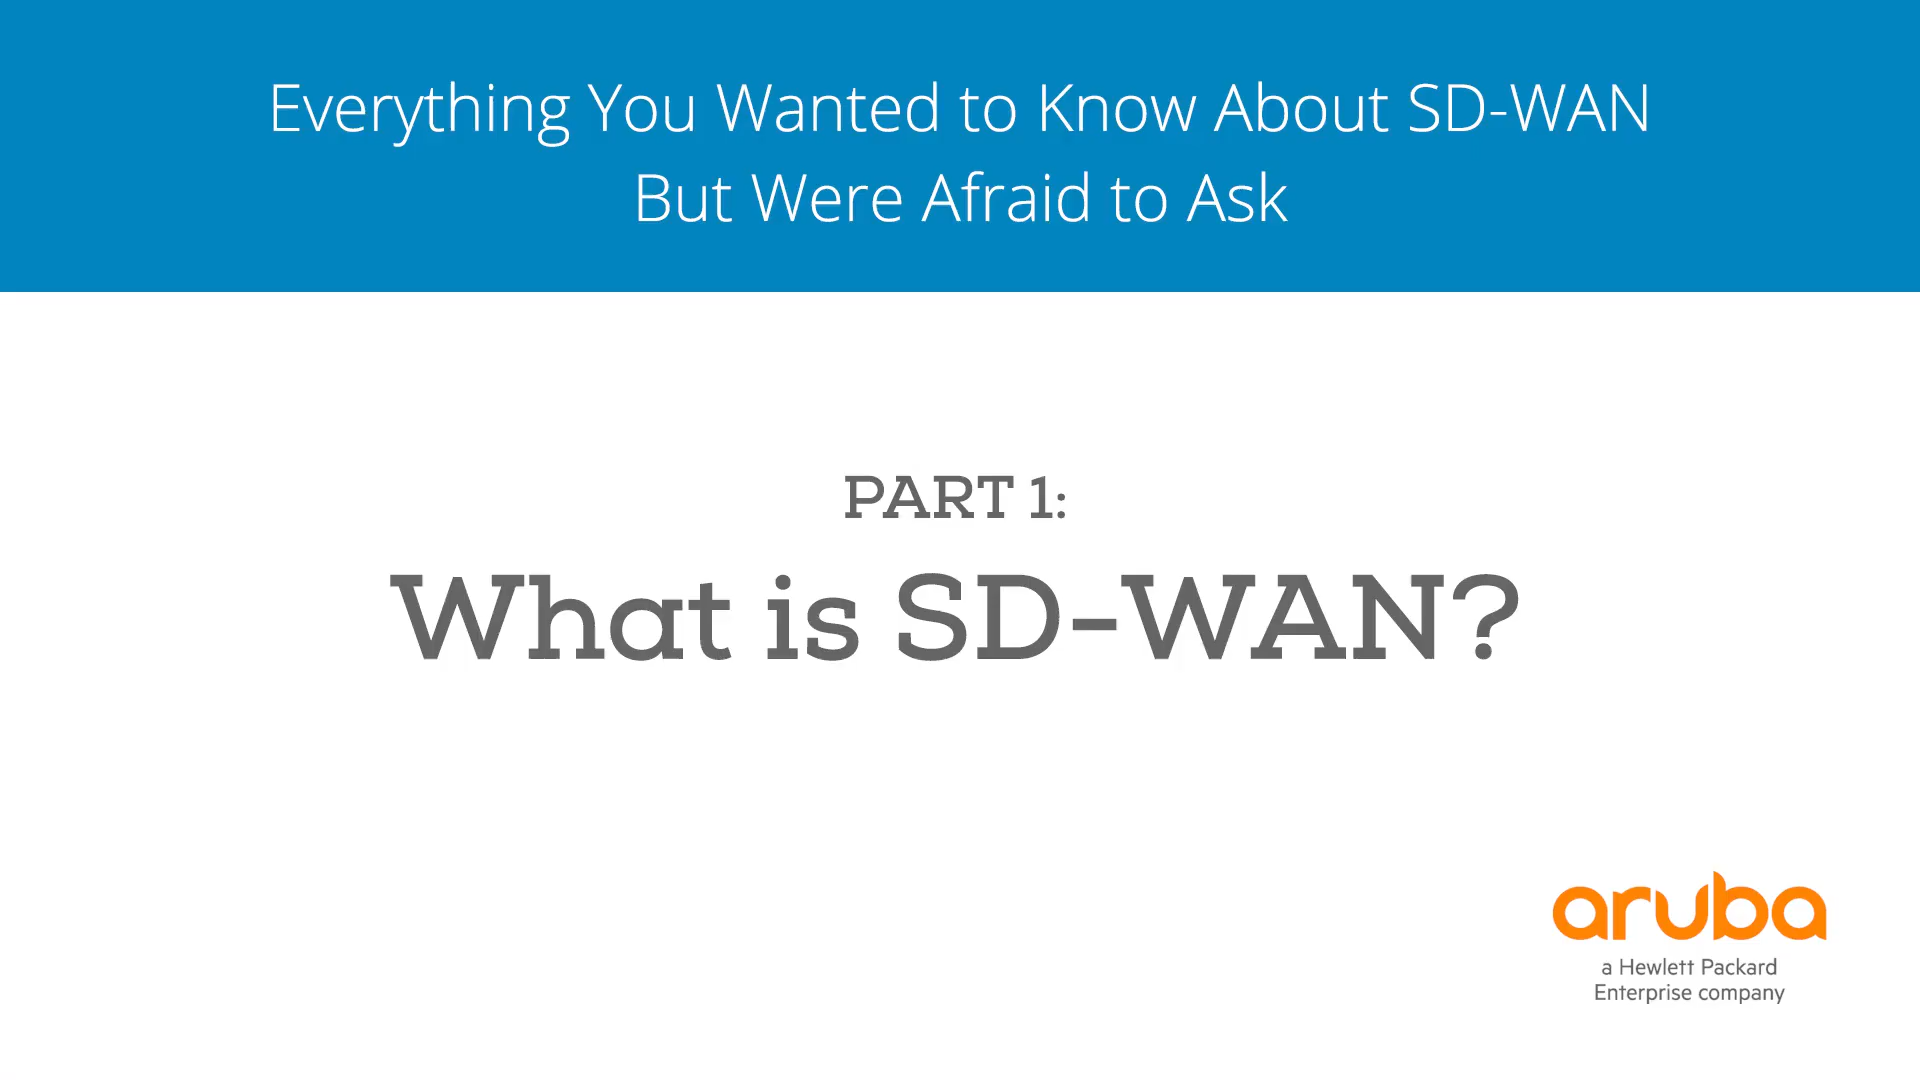 Everything You Wanted to Know About SD-WAN
But Were Afraid to Ask
PART 1:
What is SD-WAN?
aruba
a Hewlett Packard
Enterprise company